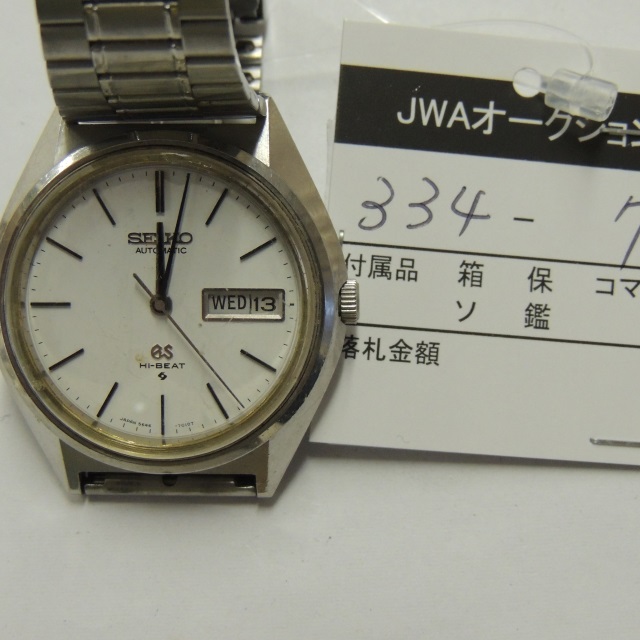 SEIKO
AUTOMATIC
WED 13
GS
HI-BEAT
JWAオークション
334-7
付属品 箱 保 コマ
ソ 鑑
落札金額